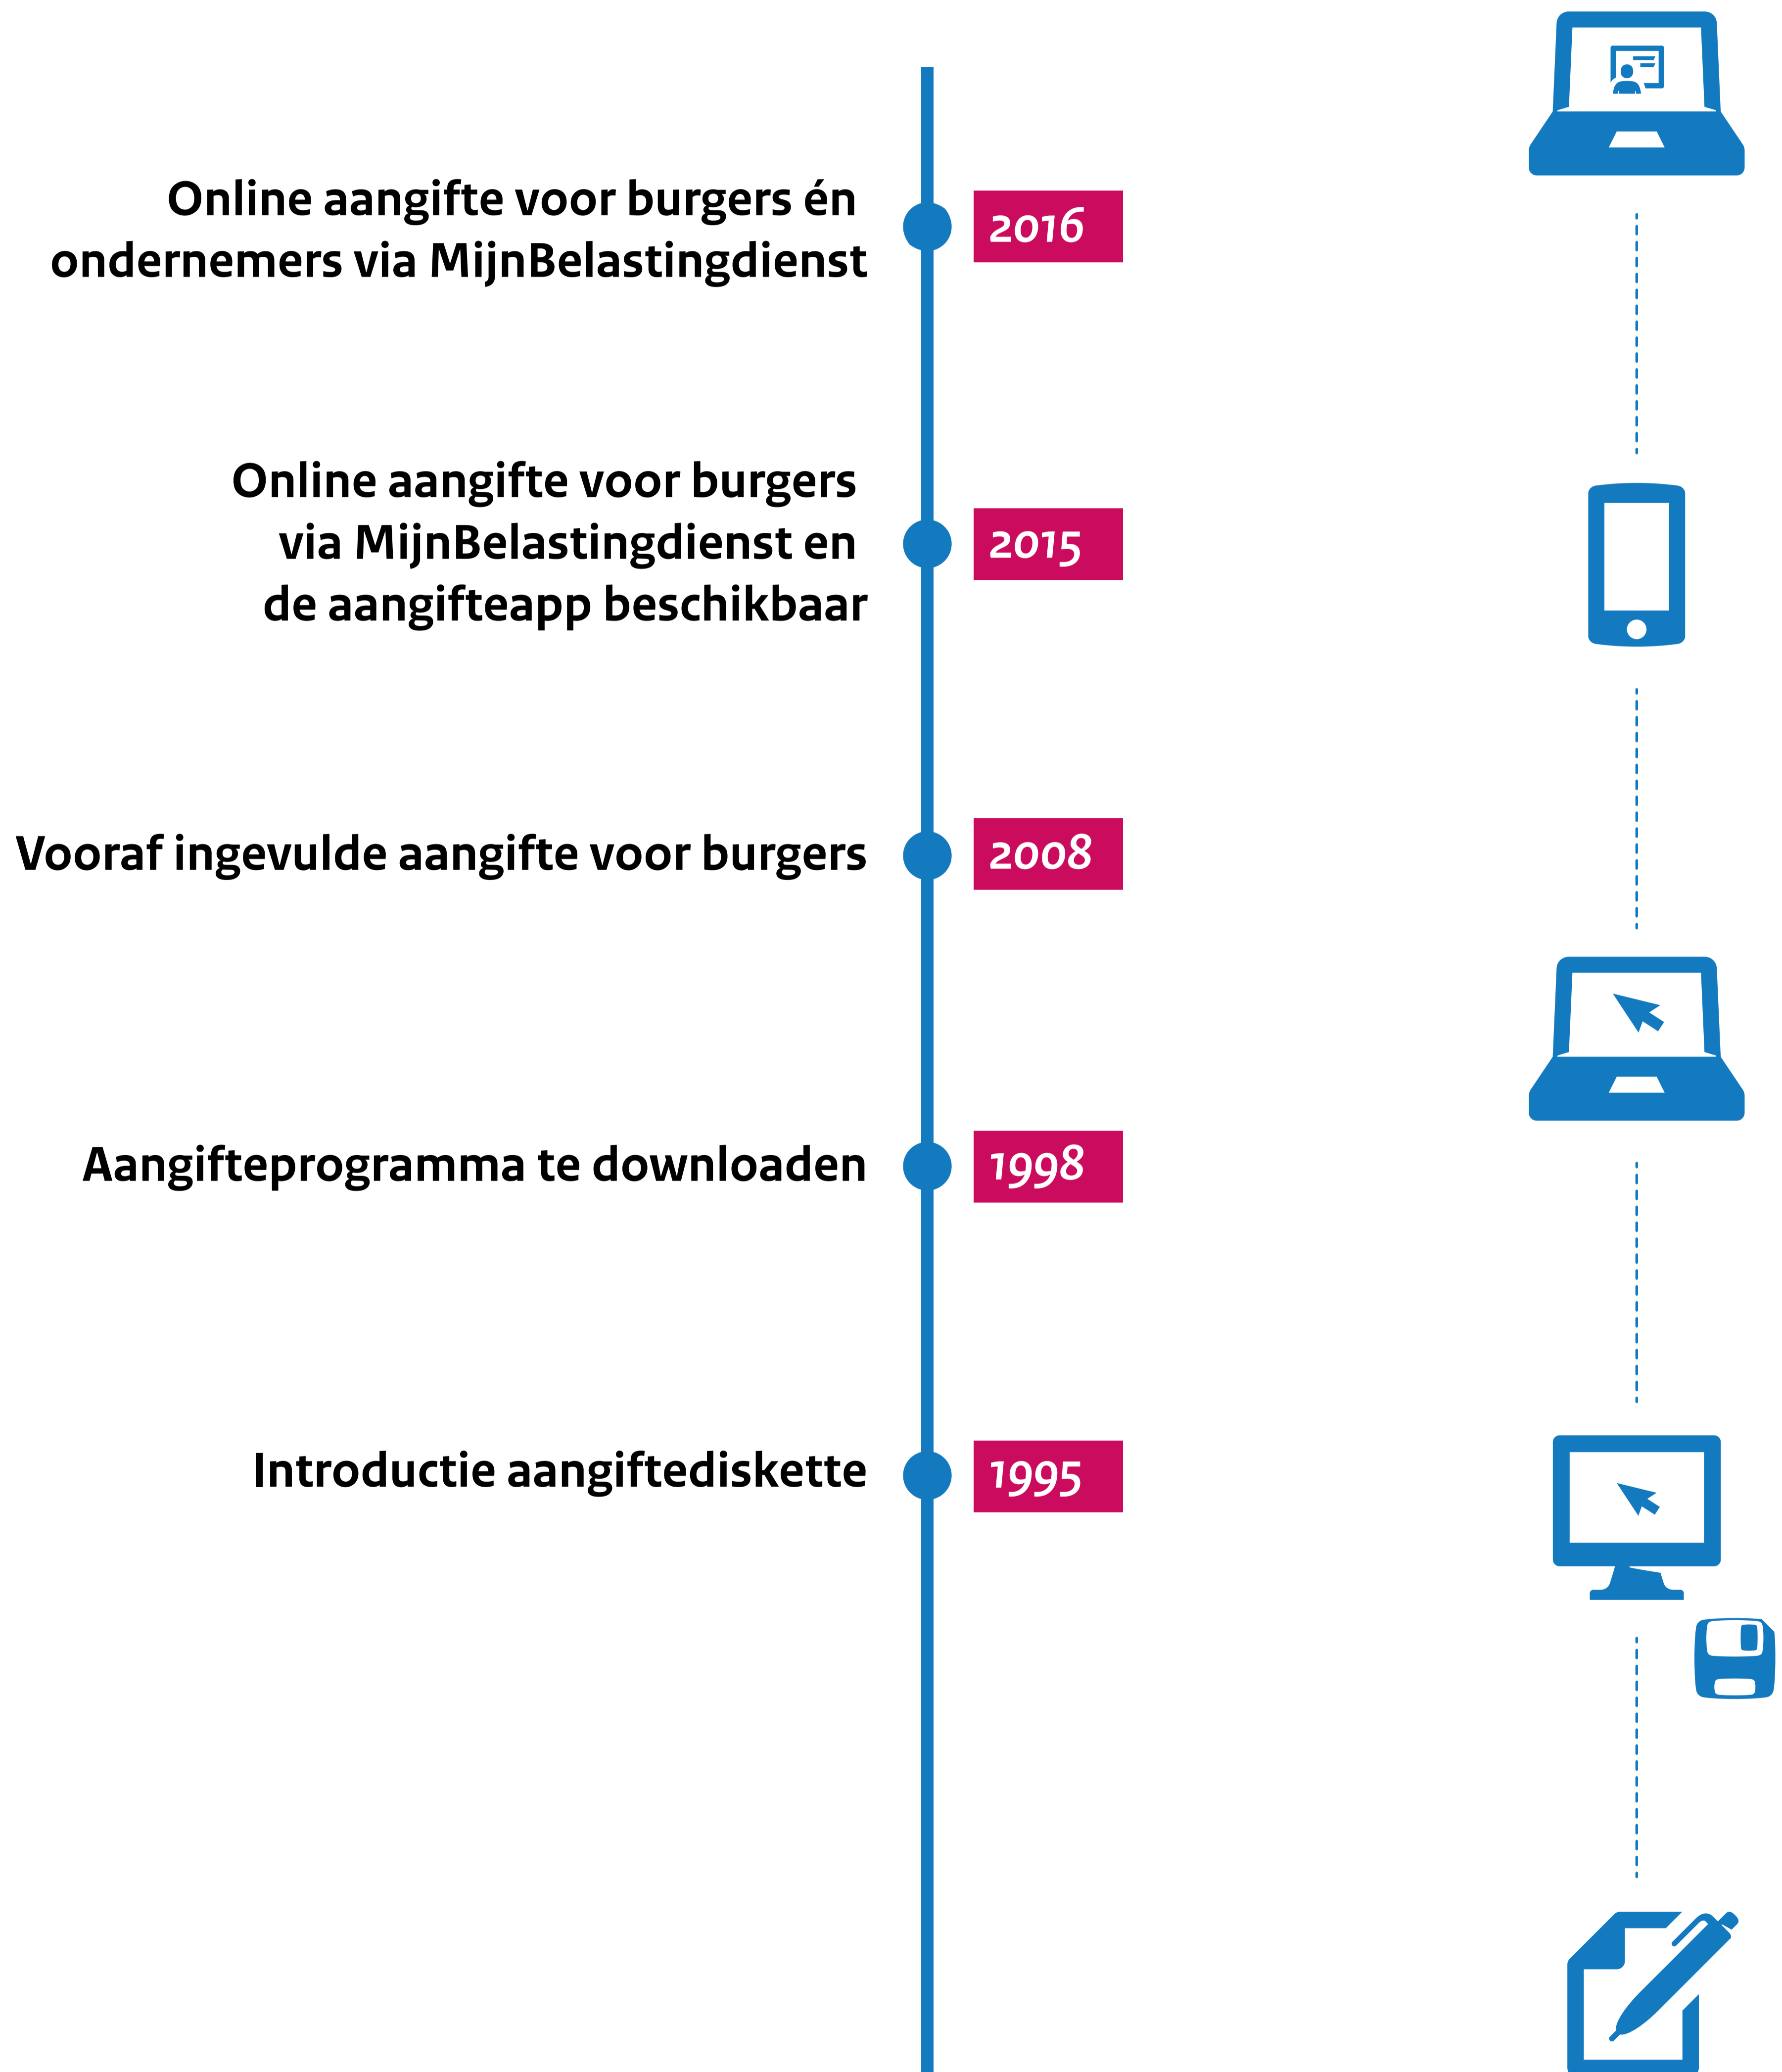 Online aangifte voor burgers én
ondernemers via MijnBelastingdienst
2016
Online aangifte voor burgers
via MijnBelastingdienst en
de aangifteapp beschikbaar
2015
Vooraf ingevulde aangifte voor burgers
2008
Aangifteprogramma te downloaden
1998
Introductie aangiftediskette
1995